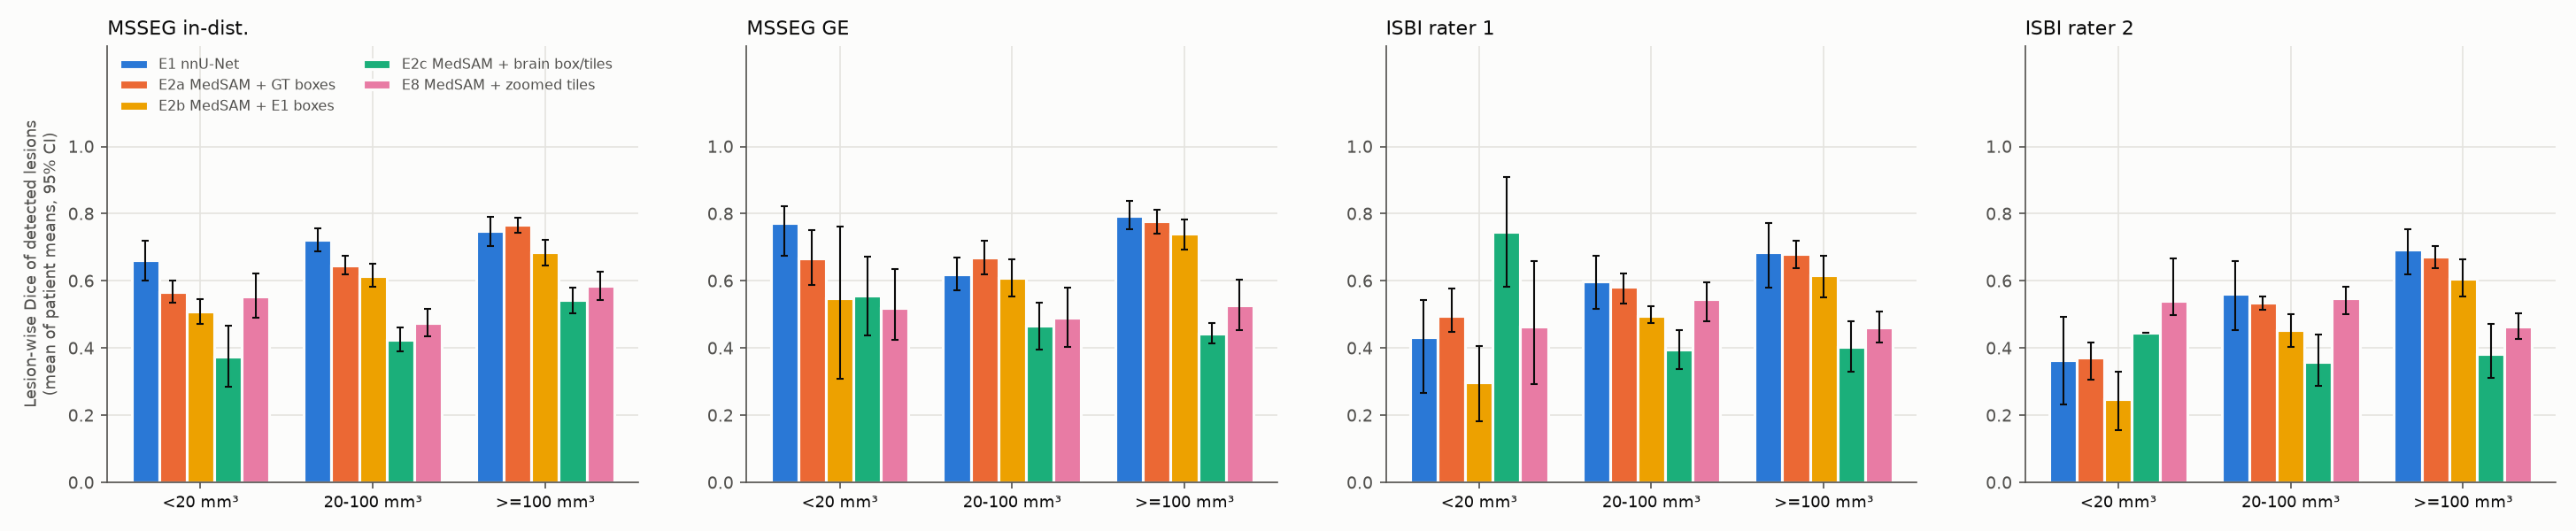 MSSEG in-dist.
E1 nnU-Net
E2a MedSAM + GT boxes
E2b MedSAM + E1 boxes
E2c MedSAM + brain box/tiles
E8 MedSAM + zoomed tiles
Lesion-wise Dice of detected lesions
(mean of patient means, 95% CI)
1.0
0.8
0.6
0.4
0.2
0.0
<20 mm³
20-100 mm³
>=100 mm³
MSSEG GE
1.0
0.8
0.6
0.4
0.2
0.0
<20 mm³
20-100 mm³
>=100 mm³
ISBI rater 1
1.0
0.8
0.6
0.4
0.2
0.0
<20 mm³
20-100 mm³
>=100 mm³
ISBI rater 2
1.0
0.8
0.6
0.4
0.2
0.0
<20 mm³
20-100 mm³
>=100 mm³